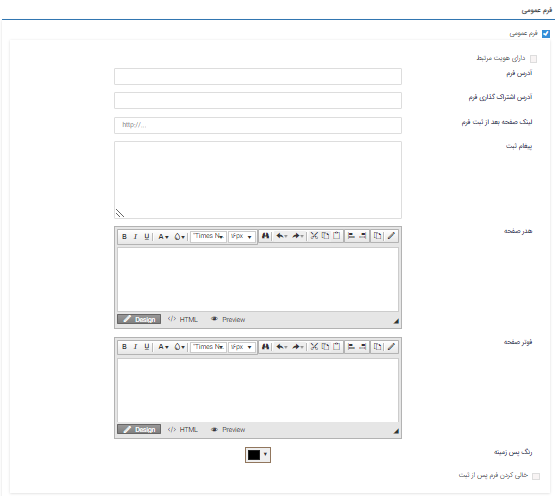 فرم عمومی
فرم عمومی
دارای هویت مرتبط
آدرس فرم
آدرس اشتراک گذاری فرم
لینک صفحه بعد از ثبت فرم
http://...
پیغام ثبت
هدر صفحه
B I U A "Times N...
Design HTML Preview
فوتر صفحه
B I U A "Times N...
Design HTML Preview
رنگ پس زمینه
خالی کردن فرم پس از ثبت